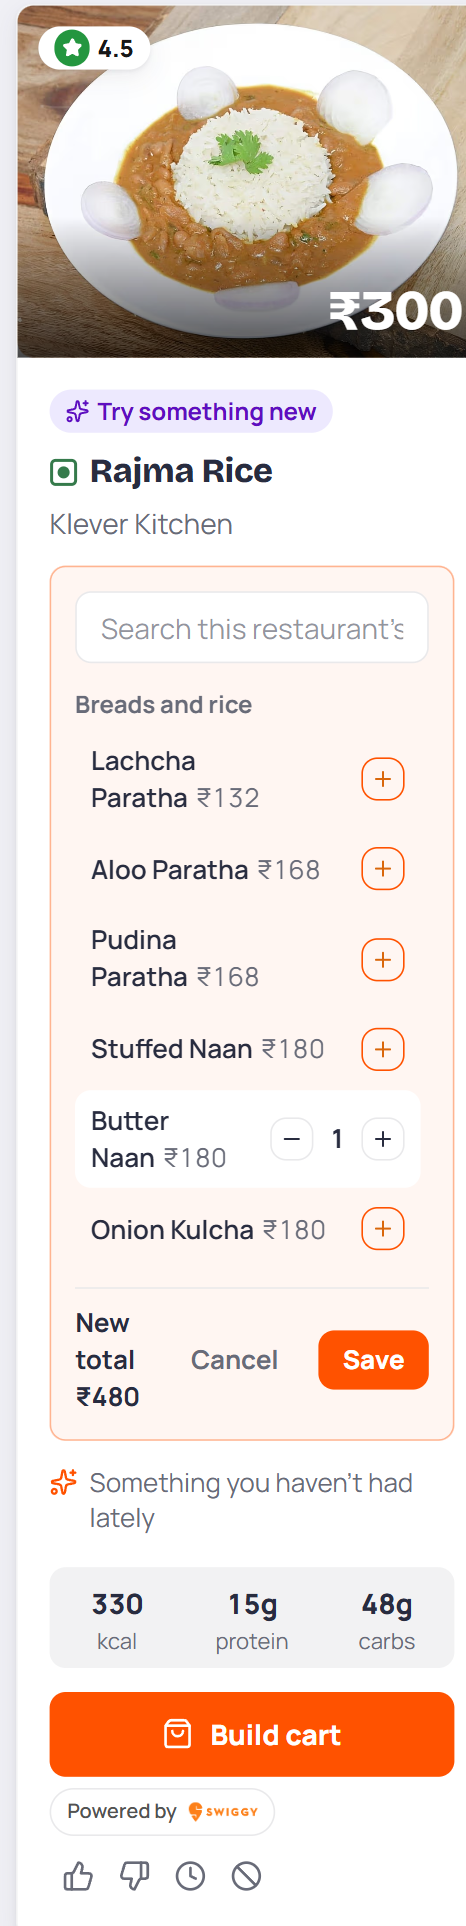 4.5
₹300
Try something new
Rajma Rice
Klever Kitchen
Search this restaurant's
Breads and rice
Lachcha
Paratha ₹132
Aloo Paratha ₹168
Pudina
Paratha ₹168
Stuffed Naan ₹180
Butter
Naan ₹180
1
Onion Kulcha ₹180
New
total
₹480
Cancel
Save
Something you haven't had
lately
330 15g 48g
kcal protein carbs
Build cart
Powered by SWIGGY